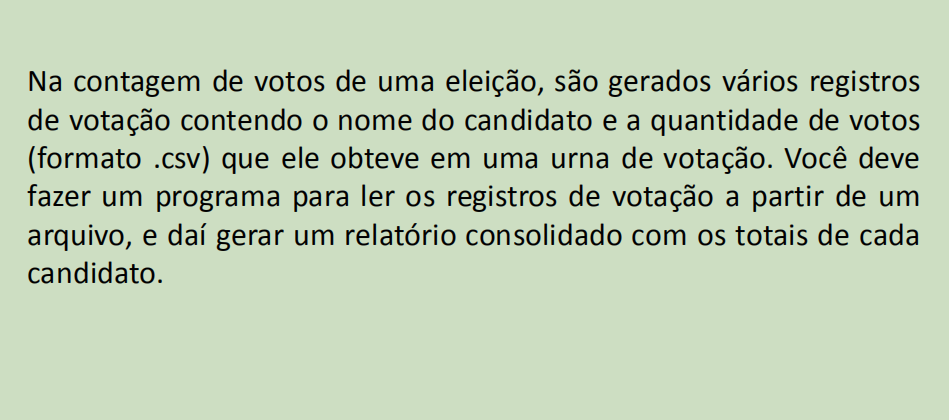 Na contagem de votos de uma eleição, são gerados vários registros
de votação contendo o nome do candidato e a quantidade de votos
(formato .csv) que ele obteve em uma urna de votação. Você deve
fazer um programa para ler os registros de votação a partir de um
arquivo, e daí gerar um relatório consolidado com os totais de cada
candidato.